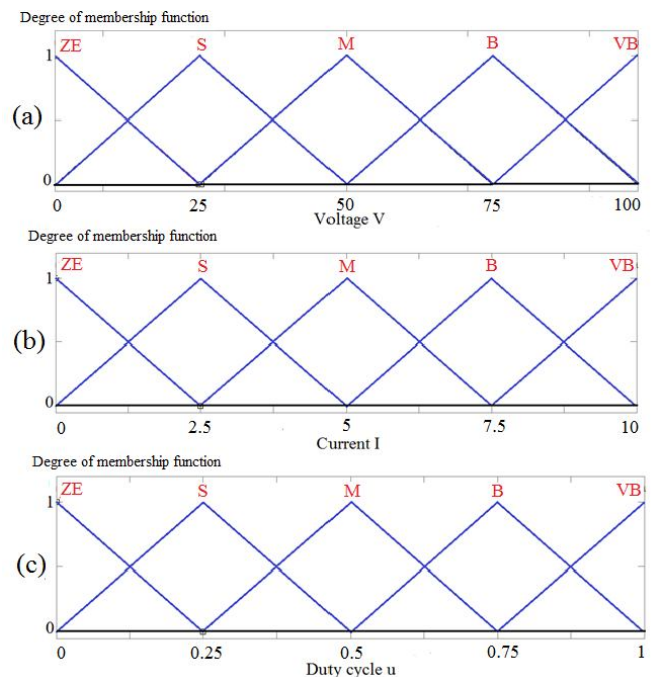 Degree of membership function
ZE S M B VB
1
(a)
0
0 25 50 75 100
Voltage V
Degree of membership function
ZE S M B VB
1
(b)
0
0 2.5 5 7.5 10
Current I
Degree of membership function
ZE S M B VB
1
(c)
0
0 0.25 0.5 0.75 1
Duty cycle u